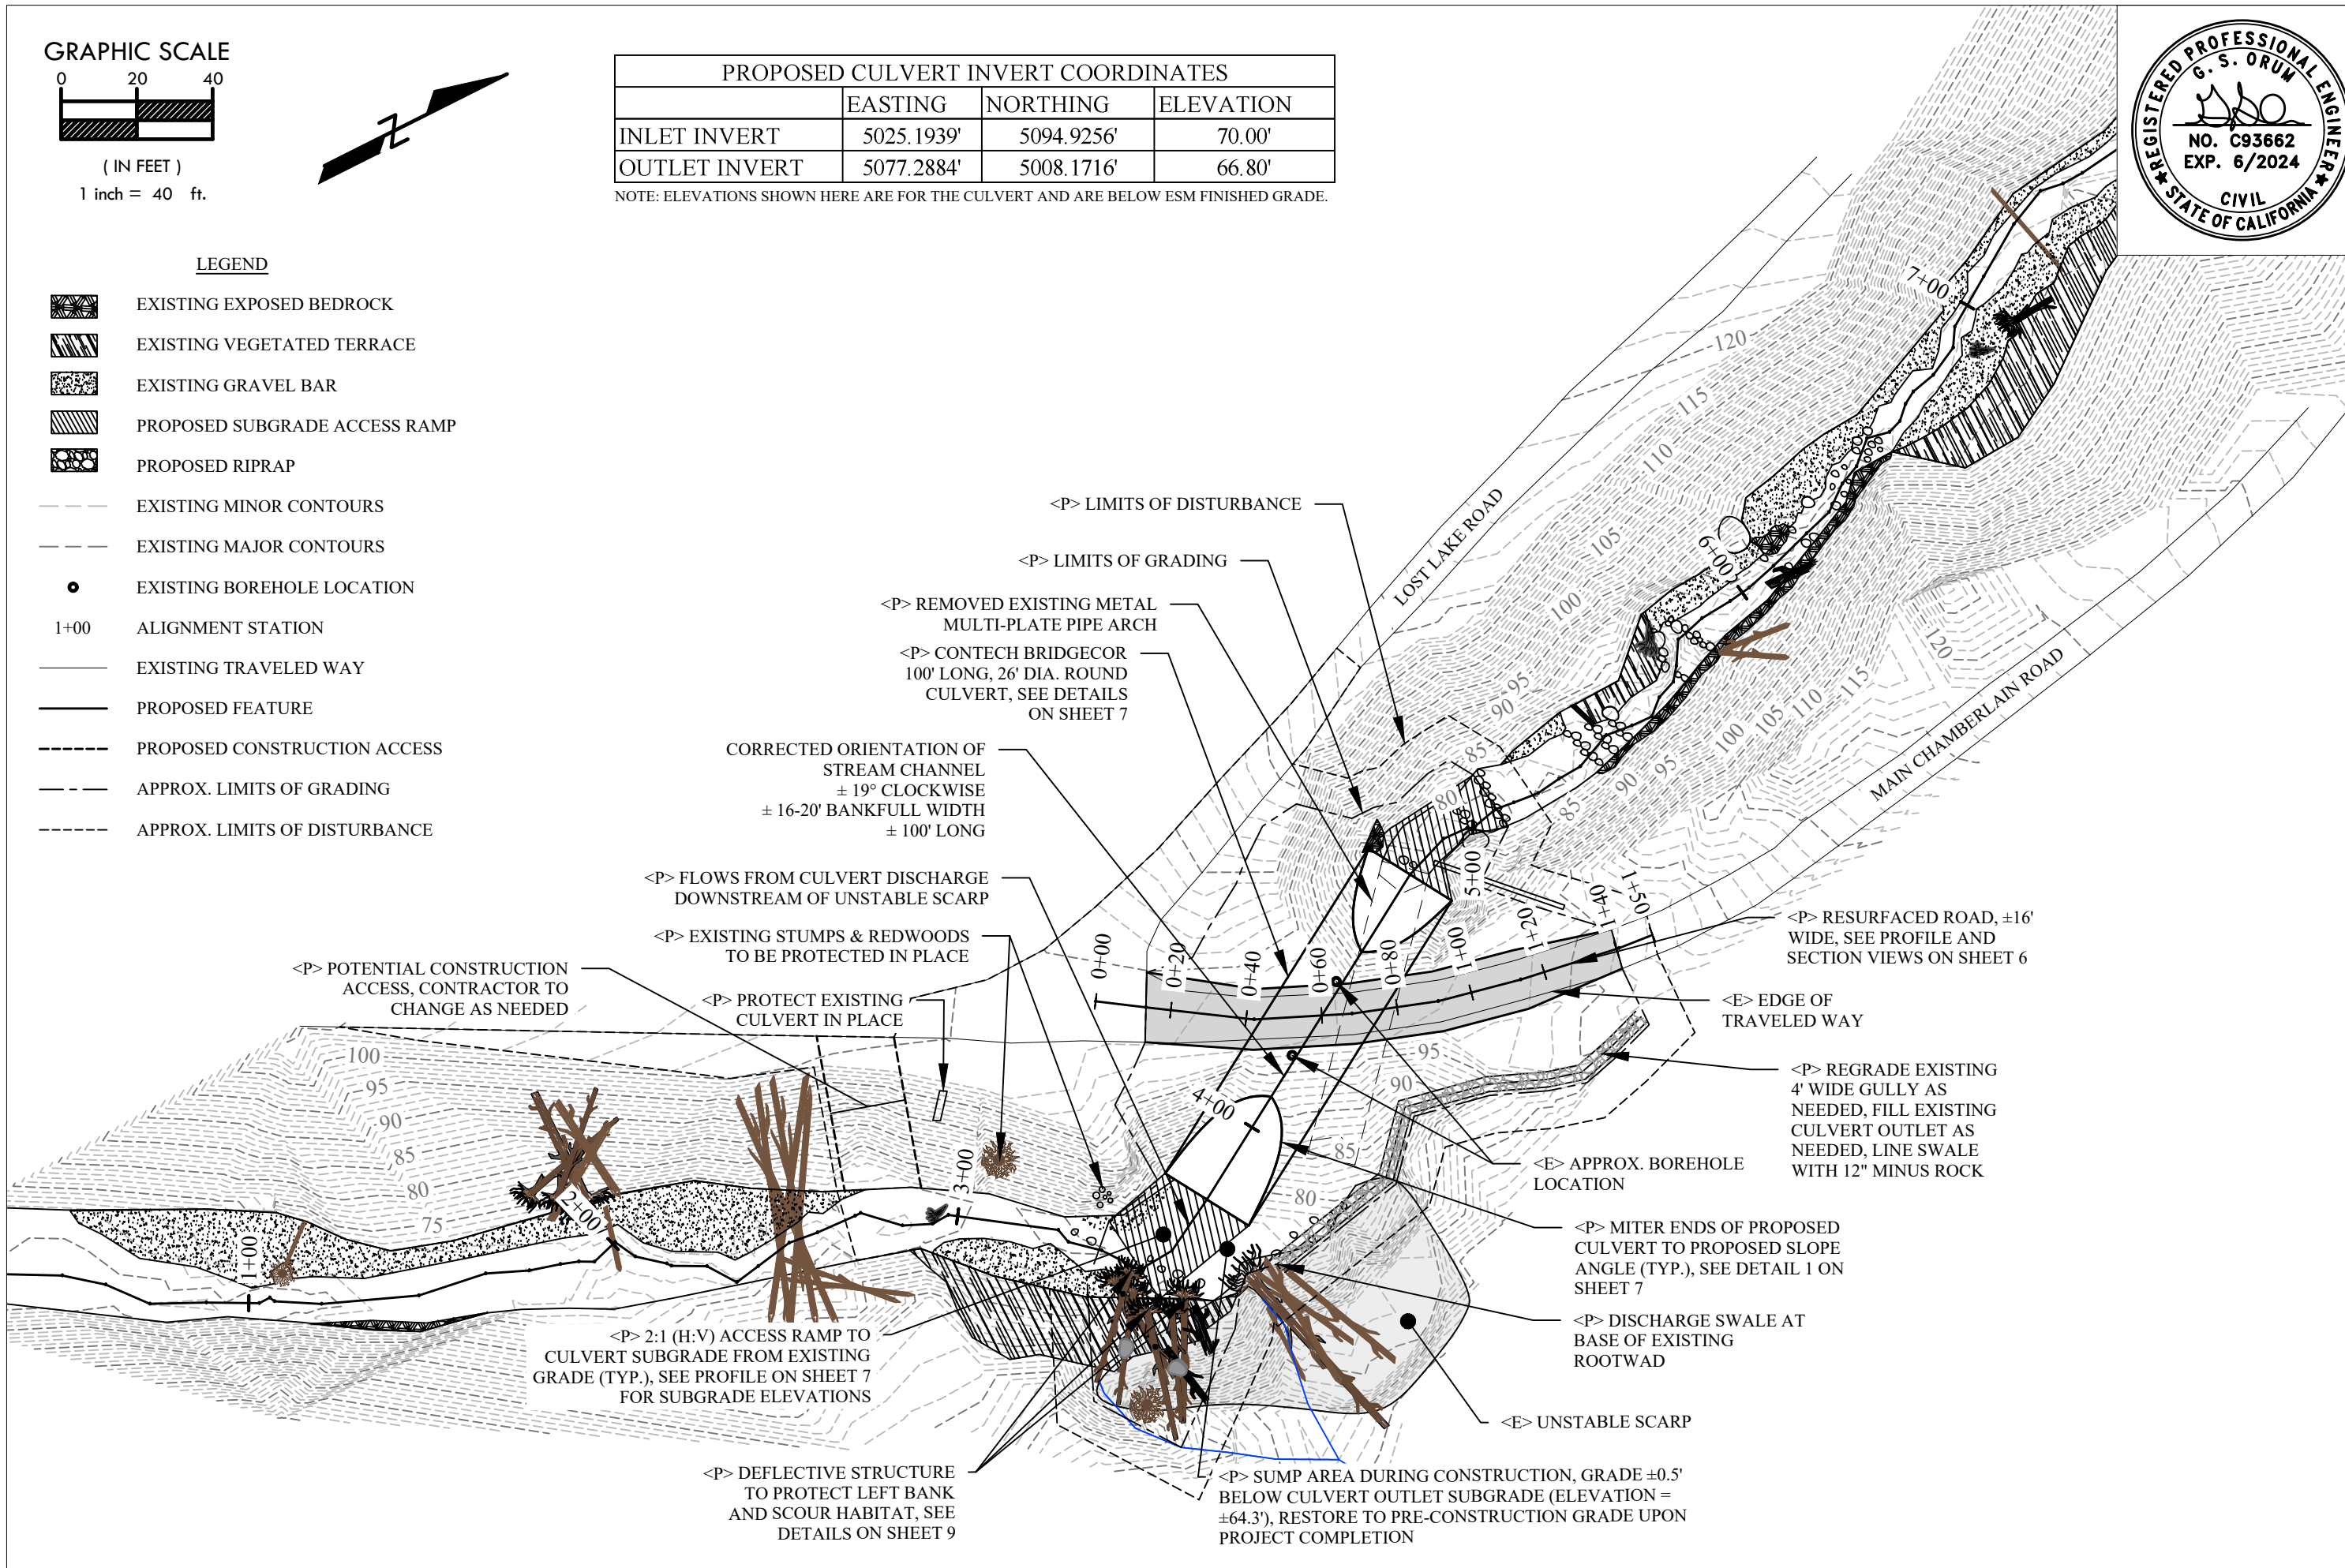 GRAPHIC SCALE
0 20 40
( IN FEET )
1 inch = 40 ft.
Z
PROPOSED CULVERT INVERT COORDINATES
EASTING NORTHING ELEVATION
INLET INVERT 5025.1939' 5094.9256' 70.00'
OUTLET INVERT 5077.2884' 5008.1716' 66.80'
NOTE: ELEVATIONS SHOWN HERE ARE FOR THE CULVERT AND ARE BELOW ESM FINISHED GRADE.
REGISTERED PROFESSIONAL ENGINEER
G. S. ORUM
NO. C93662
EXP. 6/2024
CIVIL
STATE OF CALIFORNIA
LEGEND
EXISTING EXPOSED BEDROCK
EXISTING VEGETATED TERRACE
EXISTING GRAVEL BAR
PROPOSED SUBGRADE ACCESS RAMP
PROPOSED RIPRAP
EXISTING MINOR CONTOURS
EXISTING MAJOR CONTOURS
EXISTING BOREHOLE LOCATION
1+00 ALIGNMENT STATION
EXISTING TRAVELED WAY
PROPOSED FEATURE
PROPOSED CONSTRUCTION ACCESS
APPROX. LIMITS OF GRADING
APPROX. LIMITS OF DISTURBANCE
<P> LIMITS OF DISTURBANCE
<P> LIMITS OF GRADING
<P> REMOVED EXISTING METAL
MULTI-PLATE PIPE ARCH
<P> CONTECH BRIDGECOR
100' LONG, 26' DIA. ROUND
CULVERT, SEE DETAILS
ON SHEET 7
CORRECTED ORIENTATION OF
STREAM CHANNEL
± 19° CLOCKWISE
± 16-20' BANKFULL WIDTH
± 100' LONG
<P> FLOWS FROM CULVERT DISCHARGE
DOWNSTREAM OF UNSTABLE SCARP
<P> EXISTING STUMPS & REDWOODS
TO BE PROTECTED IN PLACE
<P> POTENTIAL CONSTRUCTION
ACCESS, CONTRACTOR TO
CHANGE AS NEEDED
<P> PROTECT EXISTING
CULVERT IN PLACE
LOST LAKE ROAD
MAIN CHAMBERLAIN ROAD
120
115
110
105
100
95
90
85
80
7+00
6+00
5+00
4+00
3+00
2+00
1+00
120
115
110
105
100
95
90
85
0+00
0+20
0+40
0+60
0+80
1+00
1+20
1+40
1+50
95
90
85
80
100
95
90
85
80
75
<P> RESURFACED ROAD, ±16'
WIDE, SEE PROFILE AND
SECTION VIEWS ON SHEET 6
<E> EDGE OF
TRAVELED WAY
<P> REGRADE EXISTING
4' WIDE GULLY AS
NEEDED, FILL EXISTING
CULVERT OUTLET AS
NEEDED, LINE SWALE
WITH 12" MINUS ROCK
<E> APPROX. BOREHOLE
LOCATION
<P> MITER ENDS OF PROPOSED
CULVERT TO PROPOSED SLOPE
ANGLE (TYP.), SEE DETAIL 1 ON
SHEET 7
<P> DISCHARGE SWALE AT
BASE OF EXISTING
ROOTWAD
<E> UNSTABLE SCARP
<P> 2:1 (H:V) ACCESS RAMP TO
CULVERT SUBGRADE FROM EXISTING
GRADE (TYP.), SEE PROFILE ON SHEET 7
FOR SUBGRADE ELEVATIONS
<P> DEFLECTIVE STRUCTURE
TO PROTECT LEFT BANK
AND SCOUR HABITAT, SEE
DETAILS ON SHEET 9
<P> SUMP AREA DURING CONSTRUCTION, GRADE ±0.5'
BELOW CULVERT OUTLET SUBGRADE (ELEVATION =
±64.3'), RESTORE TO PRE-CONSTRUCTION GRADE UPON
PROJECT COMPLETION